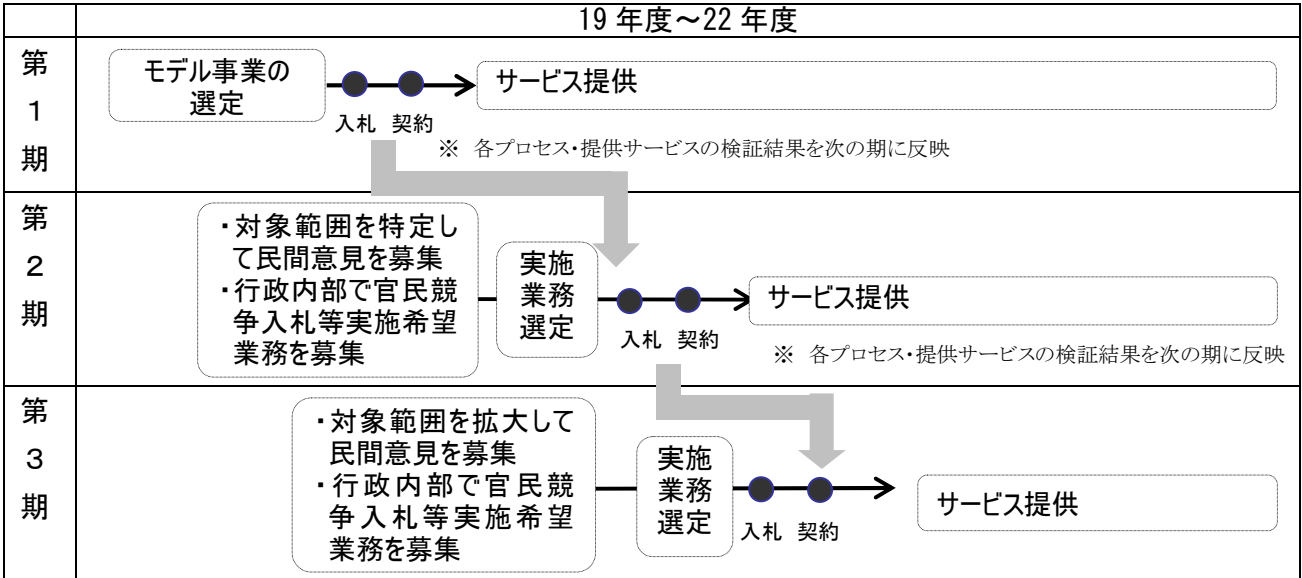 19 年度～22 年度
第
１
期
モデル事業の
選定
入札 契約
サービス提供
※ 各プロセス・提供サービスの検証結果を次の期に反映
第
２
期
・対象範囲を特定し
て民間意見を募集
・行政内部で官民競
争入札等実施希望
業務を募集
実施
業務
選定
入札 契約
サービス提供
※ 各プロセス・提供サービスの検証結果を次の期に反映
第
３
期
・対象範囲を拡大して
民間意見を募集
・行政内部で官民競
争入札等実施希望
業務を募集
実施
業務
選定
入札 契約
サービス提供